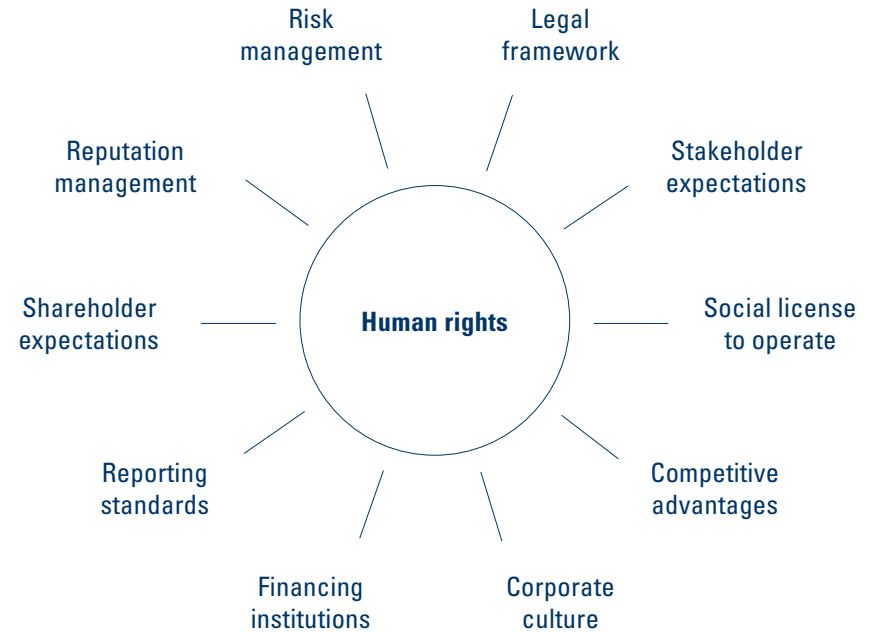 Risk
management
Legal
framework
Reputation
management
Stakeholder
expectations
Shareholder
expectations
Human rights
Social license
to operate
Reporting
standards
Competitive
advantages
Financing
institutions
Corporate
culture